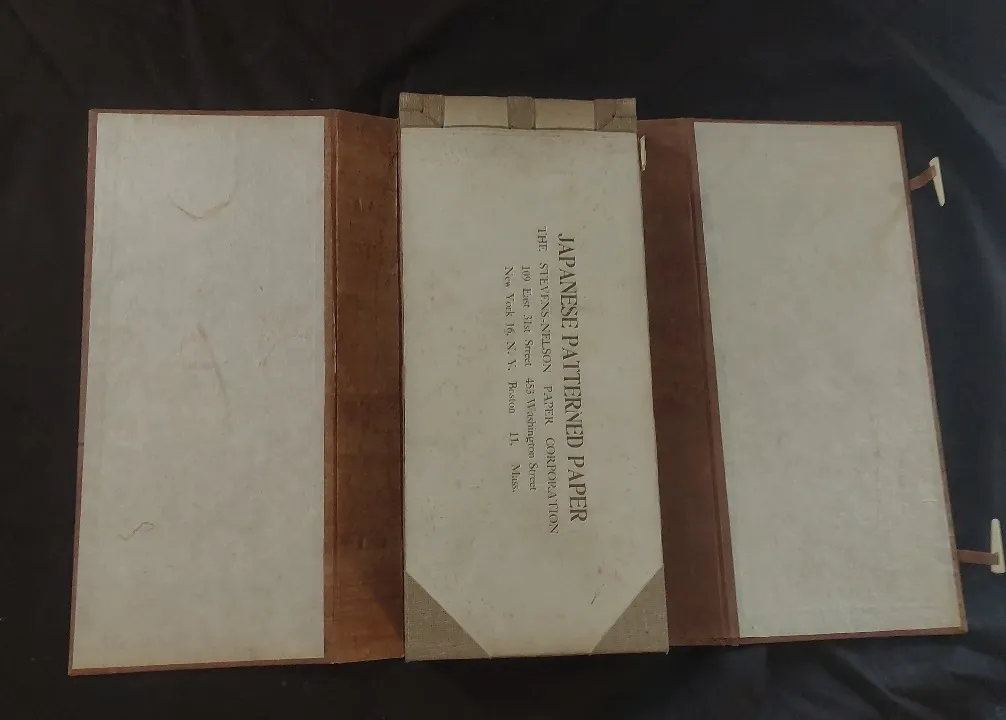 JAPANESE PATTERNED PAPER
THE STEVENS-NELSON PAPER CORPORATION
109 East 31st Street 453 Washington Street
New York 16, N. Y. Boston 11, Mass.